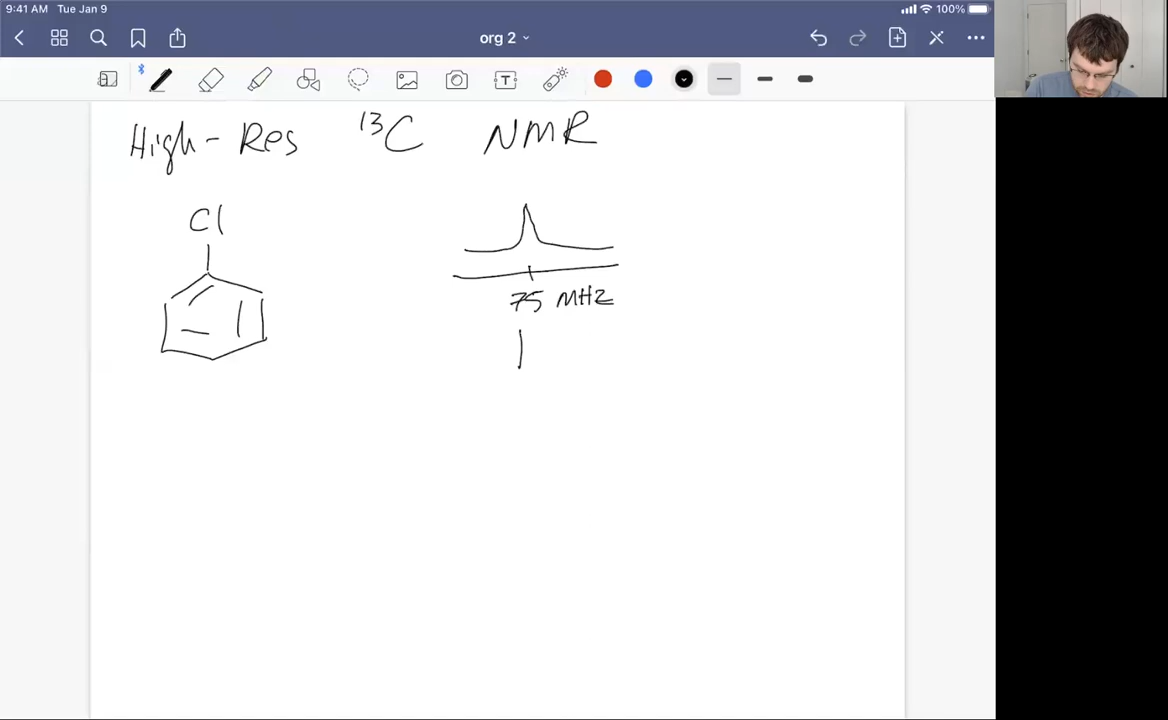 9:41 AM Tue Jan 9
100%
org 2
T
High-Res ¹³C NMR
Cl
75 MHz